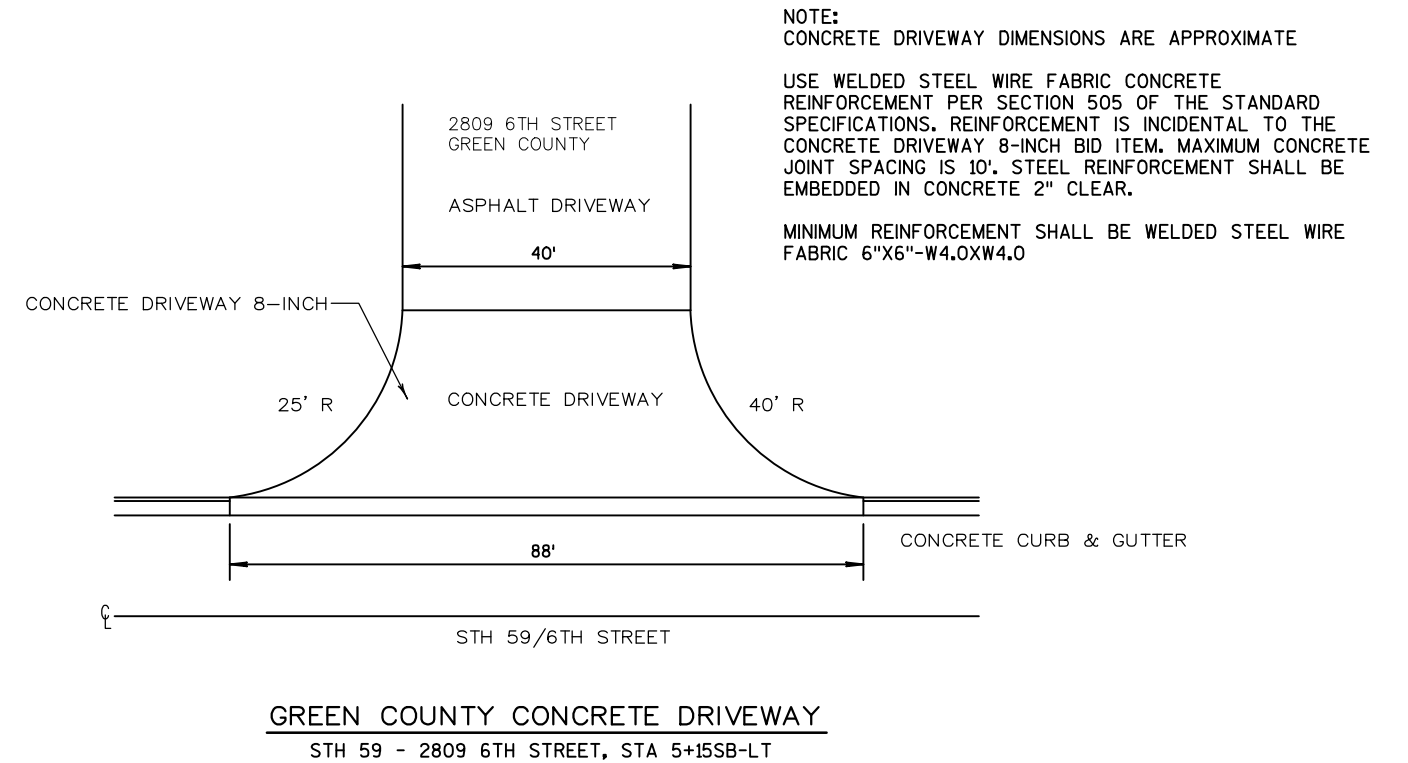 NOTE:
CONCRETE DRIVEWAY DIMENSIONS ARE APPROXIMATE
USE WELDED STEEL WIRE FABRIC CONCRETE
REINFORCEMENT PER SECTION 505 OF THE STANDARD
SPECIFICATIONS. REINFORCEMENT IS INCIDENTAL TO THE
CONCRETE DRIVEWAY 8-INCH BID ITEM. MAXIMUM CONCRETE
JOINT SPACING IS 10'. STEEL REINFORCEMENT SHALL BE
EMBEDDED IN CONCRETE 2" CLEAR.
MINIMUM REINFORCEMENT SHALL BE WELDED STEEL WIRE
FABRIC 6"X6"-W4.0XW4.0
2809 6TH STREET
GREEN COUNTY
ASPHALT DRIVEWAY
40'
CONCRETE DRIVEWAY 8-INCH
25' R
CONCRETE DRIVEWAY
40' R
CONCRETE CURB & GUTTER
88'
℄
STH 59/6TH STREET
GREEN COUNTY CONCRETE DRIVEWAY
STH 59 - 2809 6TH STREET, STA 5+15SB-LT